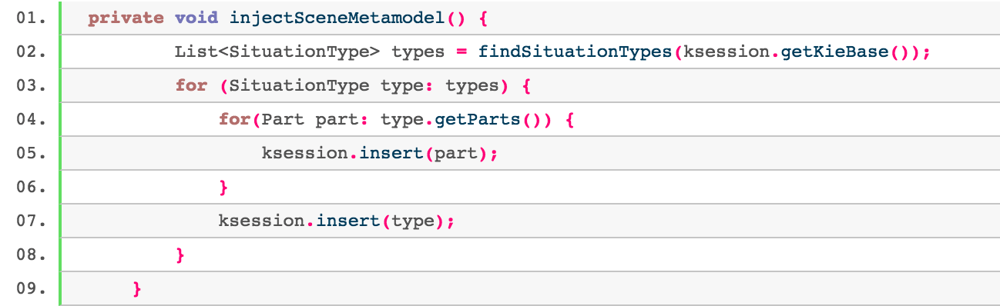 01. private void injectSceneMetamodel() {
02. List<SituationType> types = findSituationTypes(ksession.getKieBase());
03. for (SituationType type: types) {
04. for(Part part: type.getParts()) {
05. ksession.insert(part);
06. }
07. ksession.insert(type);
08. }
09. }